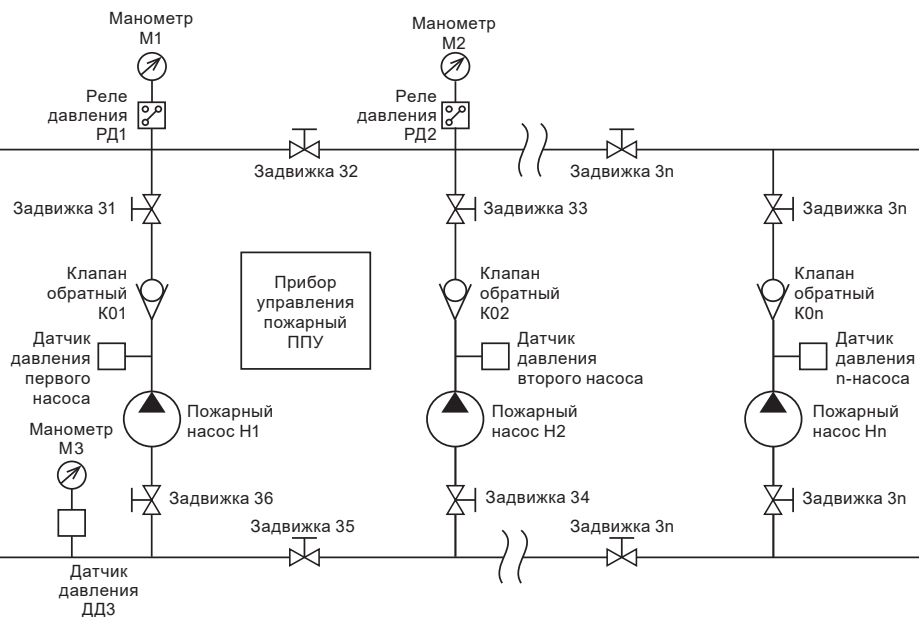 Манометр
М1
Манометр
М2
Реле
давления
РД1
Реле
давления
РД2
Задвижка 32
Задвижка 3n
Задвижка 31
Задвижка 33
Задвижка 3n
Клапан
обратный
К01
Прибор
управления
пожарный
ППУ
Клапан
обратный
К02
Клапан
обратный
К0n
Датчик
давления
первого
насоса
Датчик
давления
второго насоса
Датчик
давления
n-насоса
Пожарный
насос Н1
Пожарный
насос Н2
Пожарный
насос Нn
Манометр
М3
Задвижка 36
Задвижка 34
Задвижка 3n
Задвижка 35
Задвижка 3n
Датчик
давления
ДД3